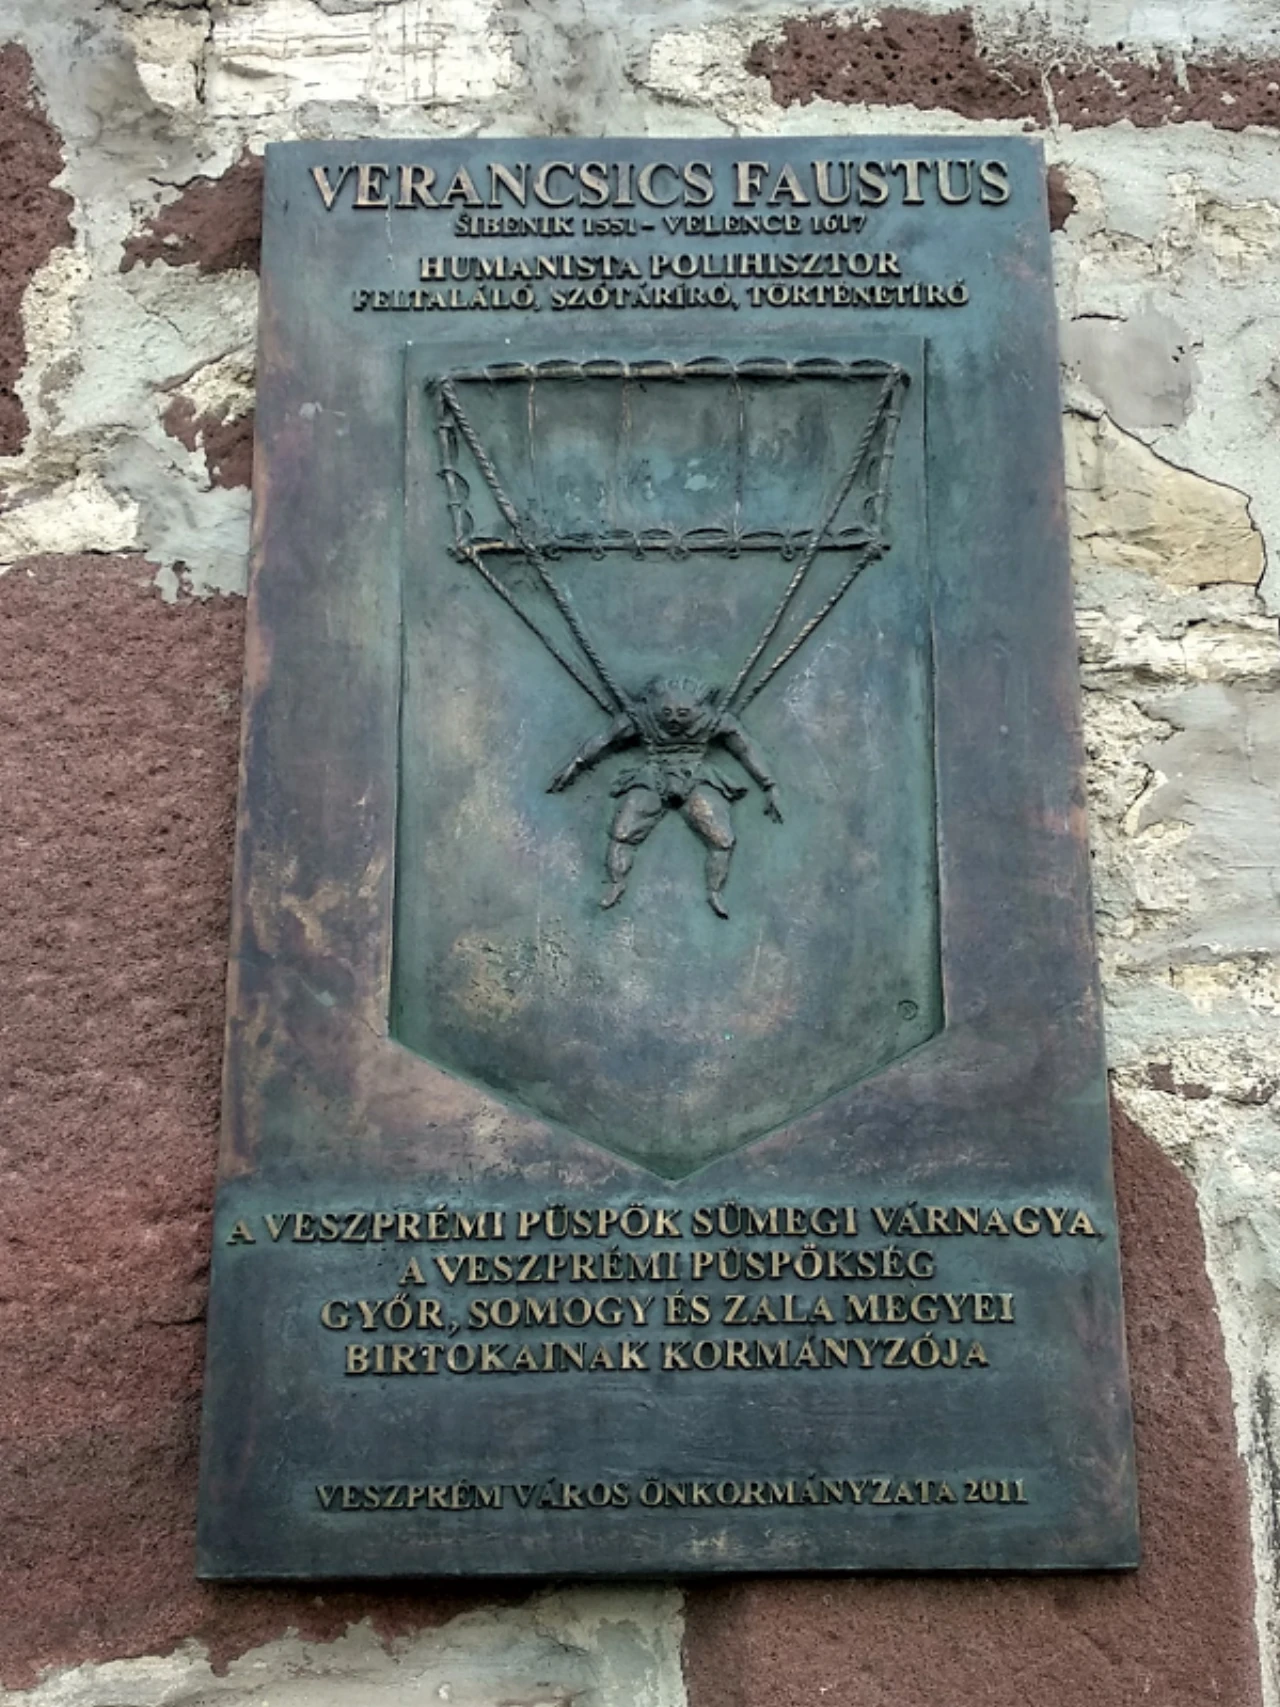 VERANCSICS FAUSTUS
ŠIBENIK 1551 - VELENCE 1617
HUMANISTA POLIHISZTOR
FELTALÁLÓ, SZÓTÁRÍRÓ, TÖRTÉNETÍRÓ
A VESZPRÉMI PÜSPÖK SÜMEGI VÁRNAGYA,
A VESZPRÉMI PÜSPÖKSÉG
GYŐR, SOMOGY ÉS ZALA MEGYEI
BIRTOKAINAK KORMÁNYZÓJA
VESZPRÉM VÁROS ÖNKORMÁNYZATA 2011